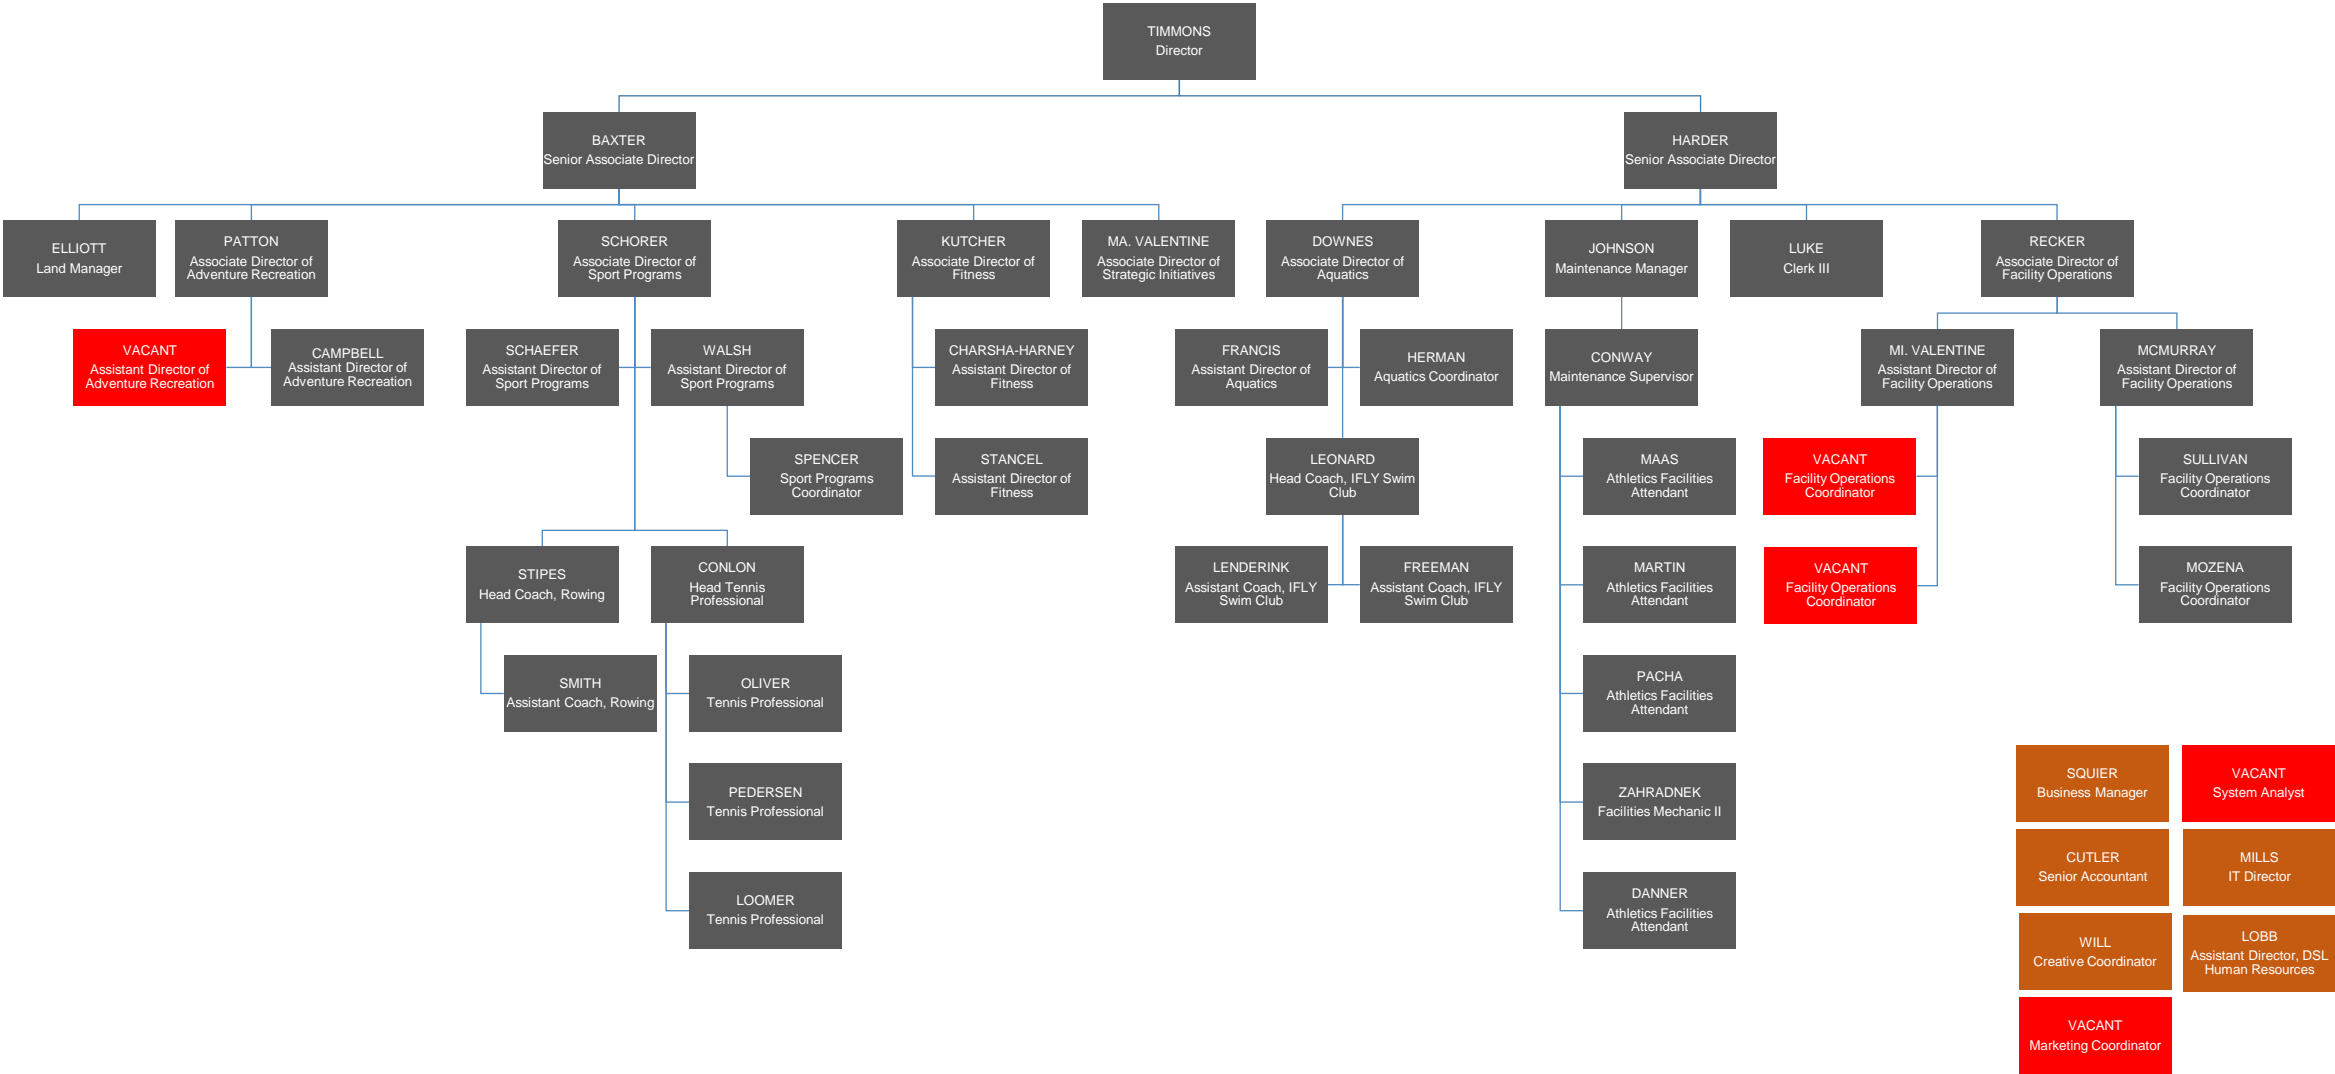 TIMMONS
Director
BAXTER
Senior Associate Director
HARDER
Senior Associate Director
ELLIOTT
Land Manager
PATTON
Associate Director of
Adventure Recreation
SCHORER
Associate Director of
Sport Programs
KUTCHER
Associate Director of
Fitness
MA. VALENTINE
Associate Director of
Strategic Initiatives
DOWNES
Associate Director of
Aquatics
JOHNSON
Maintenance Manager
LUKE
Clerk III
RECKER
Associate Director of
Facility Operations
VACANT
Assistant Director of
Adventure Recreation
CAMPBELL
Assistant Director of
Adventure Recreation
SCHAEFER
Assistant Director of
Sport Programs
WALSH
Assistant Director of
Sport Programs
CHARSHA-HARNEY
Assistant Director of
Fitness
FRANCIS
Assistant Director of
Aquatics
HERMAN
Aquatics Coordinator
CONWAY
Maintenance Supervisor
MI. VALENTINE
Assistant Director of
Facility Operations
MCMURRAY
Assistant Director of
Facility Operations
SPENCER
Sport Programs
Coordinator
STANCEL
Assistant Director of
Fitness
LEONARD
Head Coach, IFLY Swim
Club
MAAS
Athletics Facilities
Attendant
VACANT
Facility Operations
Coordinator
SULLIVAN
Facility Operations
Coordinator
STIPES
Head Coach, Rowing
CONLON
Head Tennis
Professional
LENDERINK
Assistant Coach, IFLY
Swim Club
FREEMAN
Assistant Coach, IFLY
Swim Club
MARTIN
Athletics Facilities
Attendant
VACANT
Facility Operations
Coordinator
MOZENA
Facility Operations
Coordinator
SMITH
Assistant Coach, Rowing
OLIVER
Tennis Professional
PACHA
Athletics Facilities
Attendant
PEDERSEN
Tennis Professional
ZAHRADNEK
Facilities Mechanic II
SQUIER
Business Manager
VACANT
System Analyst
LOOMER
Tennis Professional
DANNER
Athletics Facilities
Attendant
CUTLER
Senior Accountant
MILLS
IT Director
WILL
Creative Coordinator
LOBB
Assistant Director, DSL
Human Resources
VACANT
Marketing Coordinator